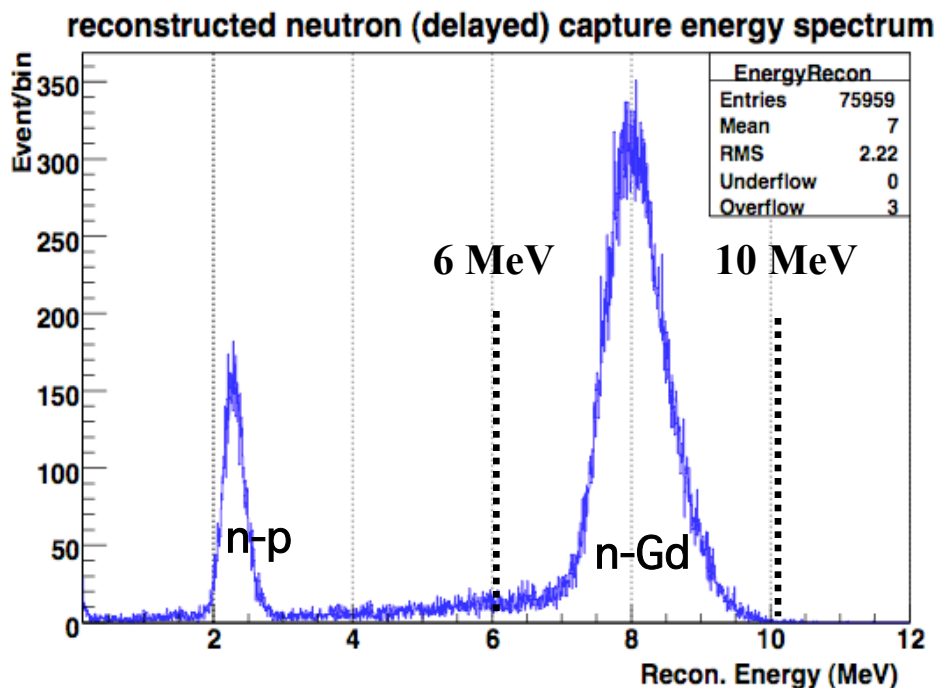 reconstructed neutron (delayed) capture energy spectrum
Event/bin
350
300
250
200
150
100
50
0
EnergyRecon
Entries 75959
Mean 7
RMS 2.22
Underflow 0
Overflow 3
6 MeV
10 MeV
n-p
n-Gd
2 4 6 8 10 12
Recon. Energy (MeV)